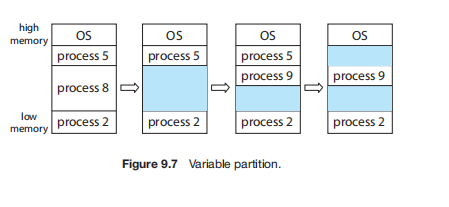 high
memory
low
memory
OS
process 5
process 8
process 2
OS
process 5
process 2
OS
process 5
process 9
process 2
OS
process 9
process 2
Figure 9.7 Variable partition.